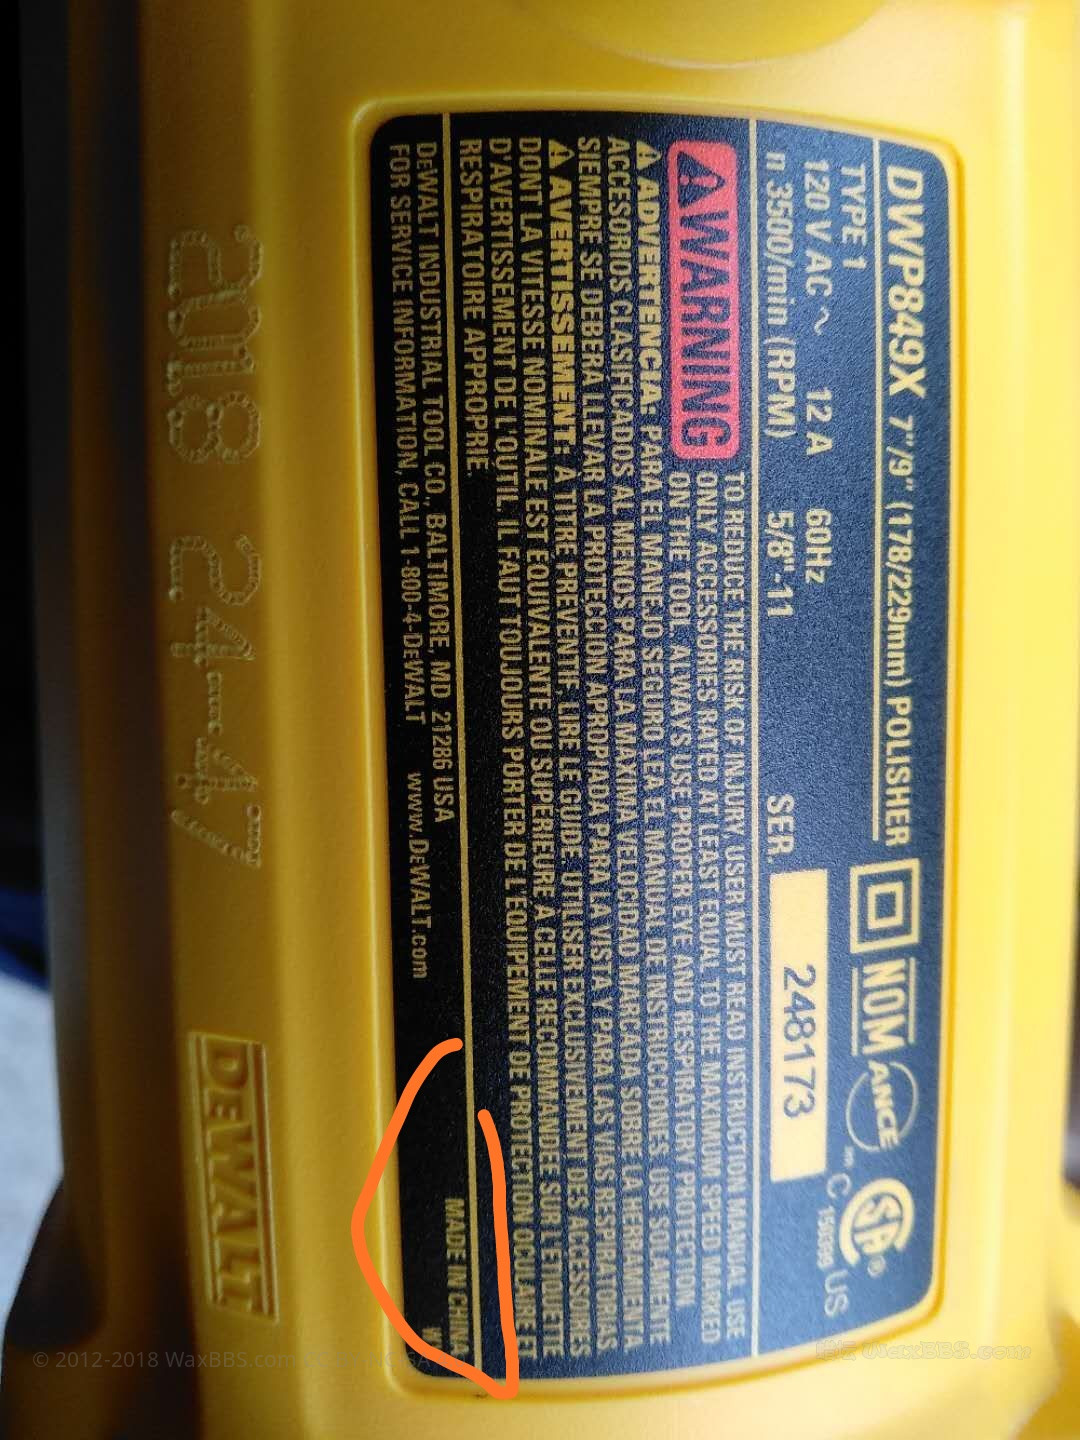 DWP849X 7"/9" (178/229mm) POLISHER
NOM
ANCE
TYPE 1
120 V AC ~ 12 A 60Hz
n 3500/min (RPM) 5/8"-11
SER.
248173
SP
®
C US
WARNING
TO REDUCE THE RISK OF INJURY, USER MUST READ INSTRUCTION MANUAL. USE
ONLY ACCESSORIES RATED AT LEAST EQUAL TO THE MAXIMUM SPEED MARKED
ON THE TOOL. ALWAYS USE PROPER EYE AND RESPIRATORY PROTECTION.
ADVERTENCIA: PARA EL MANEJO SEGURO LEA EL MANUAL DE INSTRUCCIONES. USE SOLAMENTE
ACCESORIOS CLASIFICADOS AL MENOS PARA LA MAXIMA VELOCIDAD MARCADA SOBRE LA HERRAMIENTA
SIEMPRE SE DEBERA LLEVAR LA PROTECCION APROPIADA PARA LA VISTA Y PARA LAS VIAS RESPIRATORIAS
AVERTISSEMENT: À TITRE PRÉVENTIF, LIRE LE GUIDE. UTILISER EXCLUSIVEMENT DES ACCESSOIRES
DONT LA VITESSE NOMINALE EST ÉQUIVALENTE OU SUPÉRIEURE À CELLE RECOMMANDÉE SUR L'ÉTIQUETTE
D'AVERTISSEMENT DE L'OUTIL. IL FAUT TOUJOURS PORTER DE L'ÉQUIPEMENT DE PROTECTION OCULAIRE ET
RESPIRATOIRE APPROPRIÉ.
DEWALT INDUSTRIAL TOOL CO., BALTIMORE, MD 21286 USA MADE IN CHINA
FOR SERVICE INFORMATION, CALL 1-800-4-DEWALT www.DEWALT.com
2018 24-47
DEWALT
© 2012-2018 WaxBBS.com
WaxBBS.com